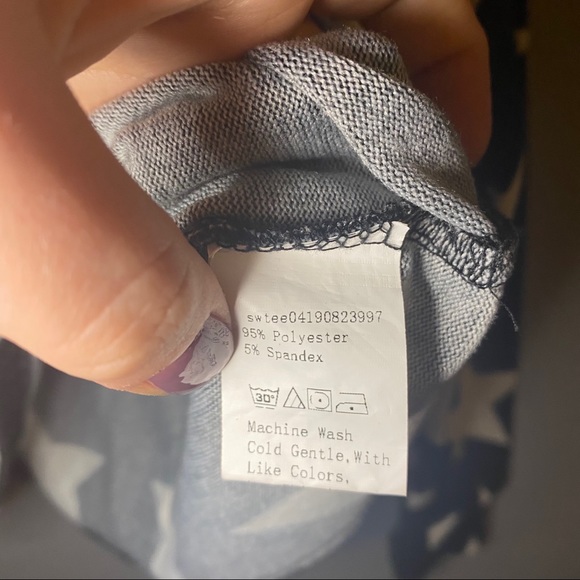 swtee04190823997
95% Polyester
5% Spandex
30°
Machine Wash
Cold Gentle,With
Like Colors,